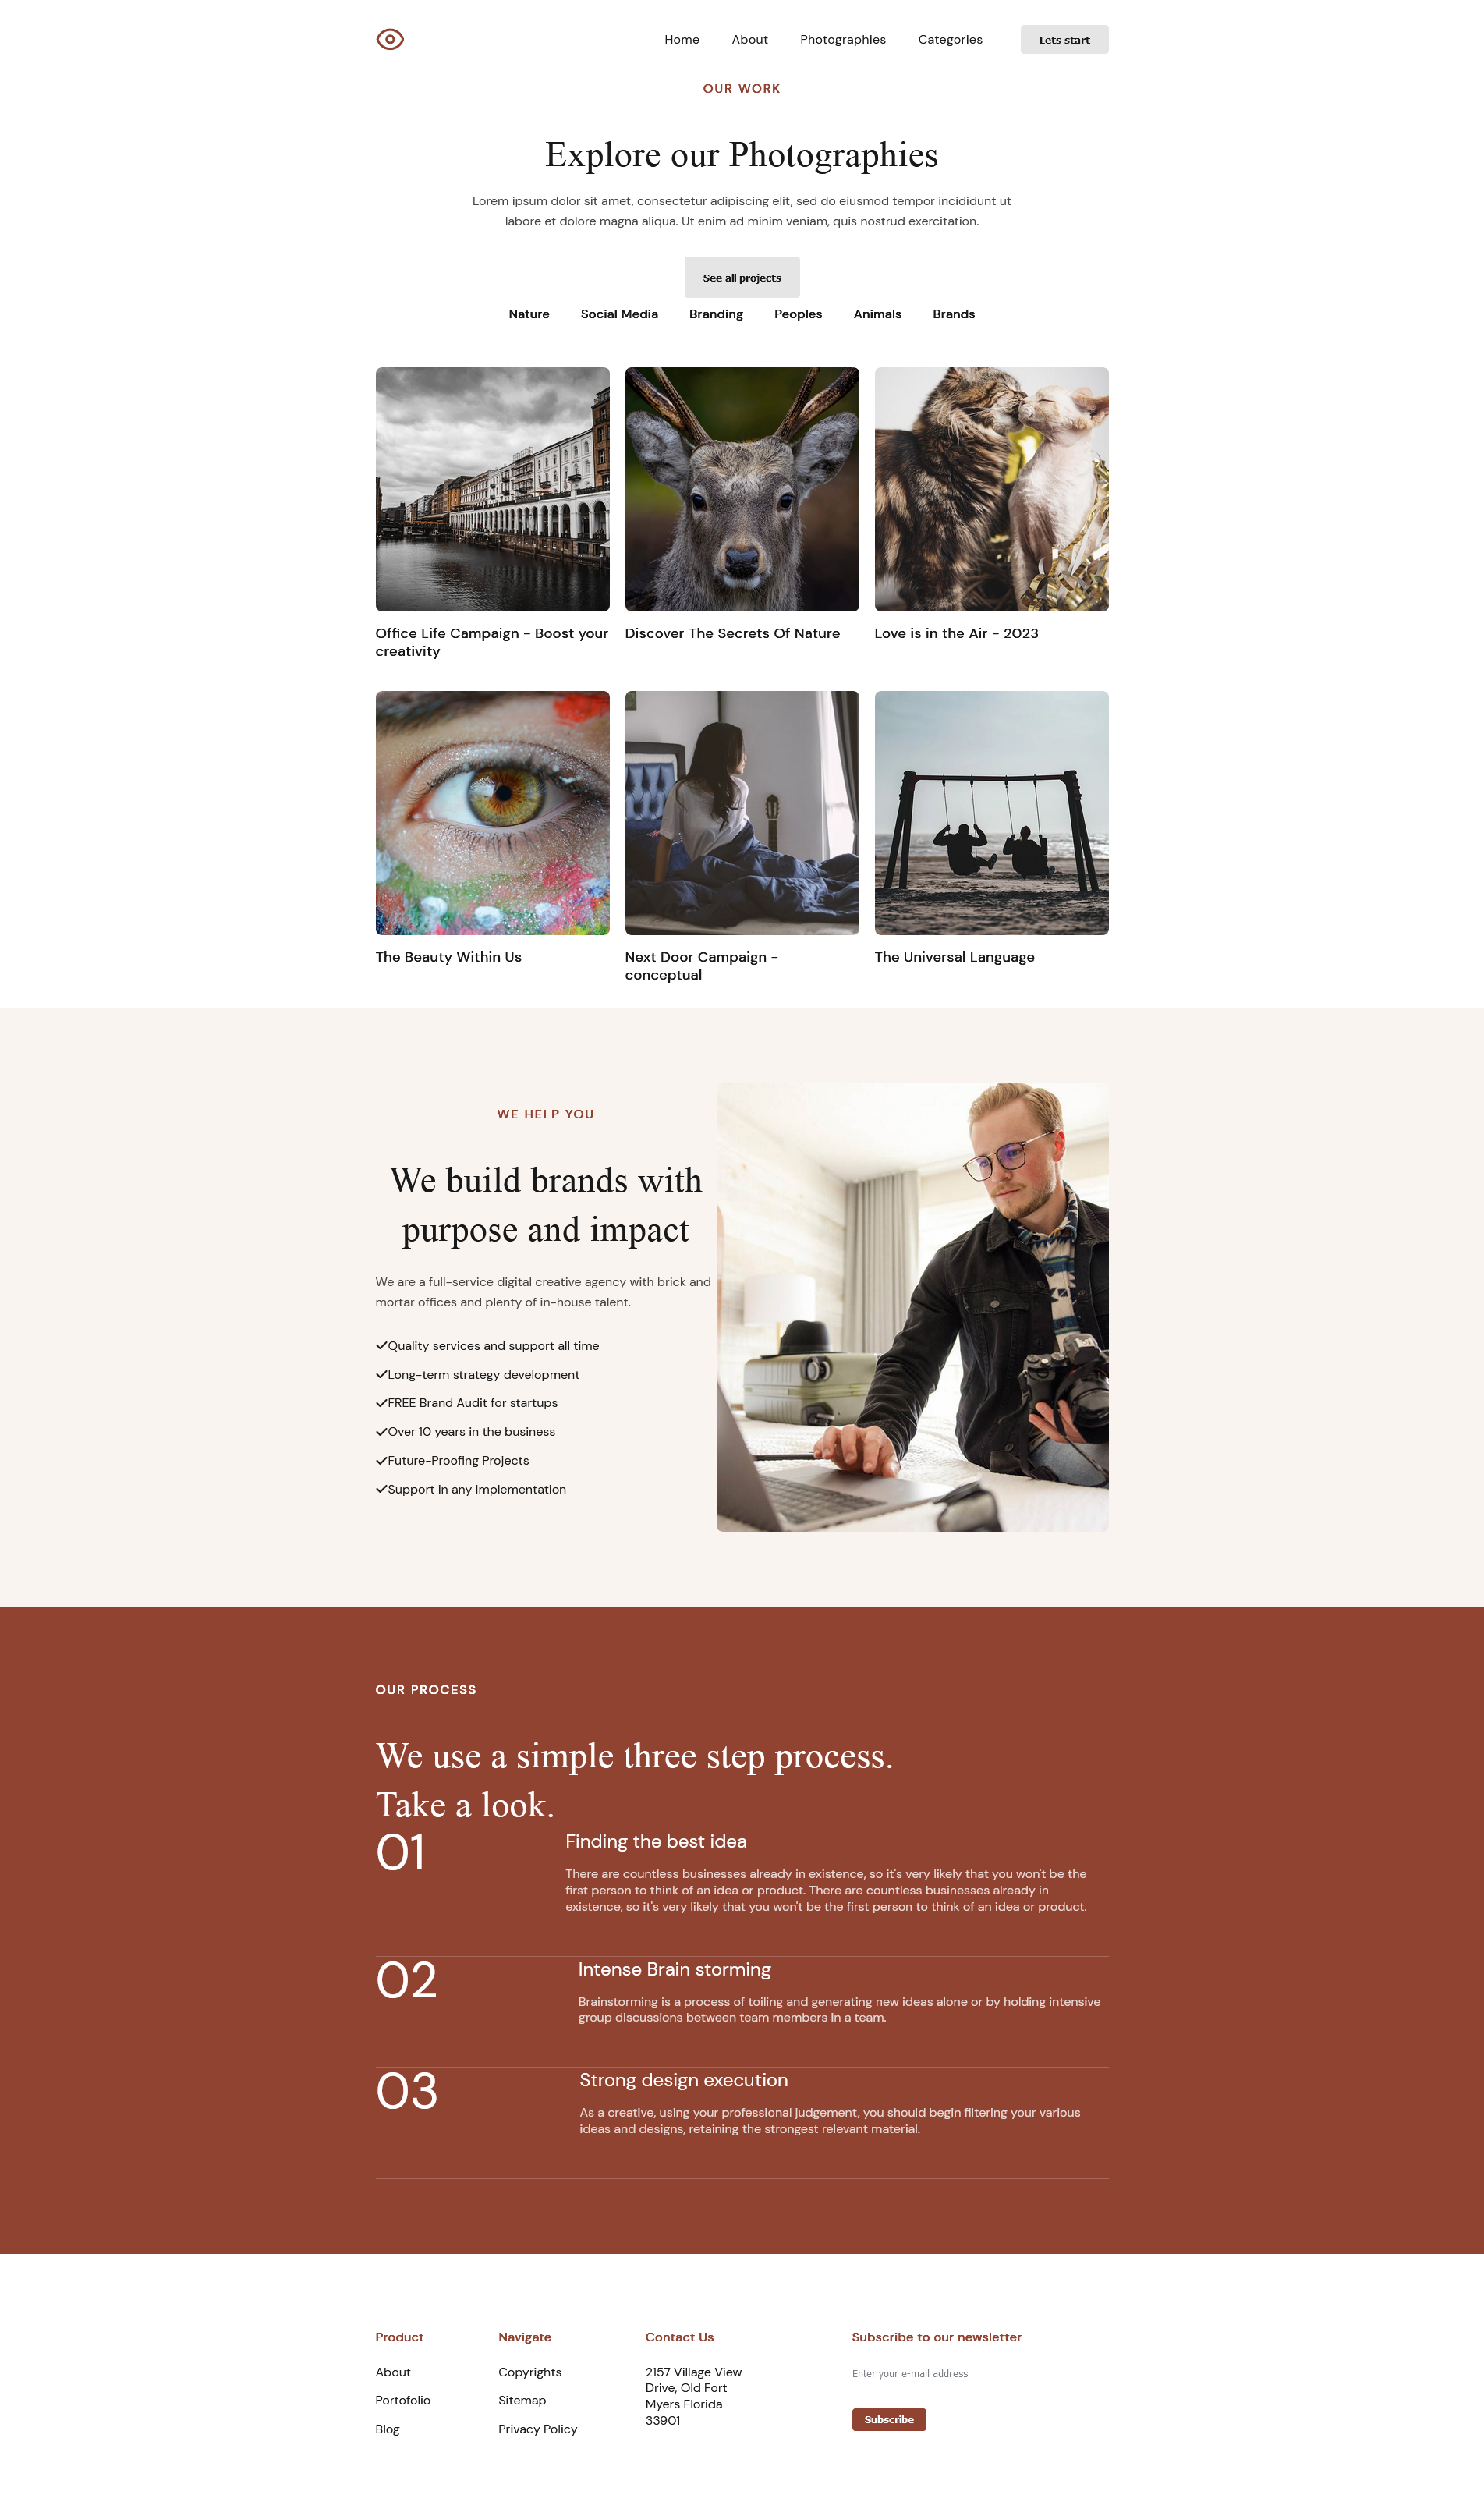 Home About Photographies Categories Lets start
OUR WORK
Explore our Photographies
Lorem ipsum dolor sit amet, consectetur adipiscing elit, sed do eiusmod tempor incididunt ut
labore et dolore magna aliqua. Ut enim ad minim veniam, quis nostrud exercitation.
See all projects
Nature Social Media Branding Peoples Animals Brands
Office Life Campaign - Boost your
creativity
Discover The Secrets Of Nature
Love is in the Air - 2023
The Beauty Within Us
Next Door Campaign -
conceptual
The Universal Language
WE HELP YOU
We build brands with
purpose and impact
We are a full-service digital creative agency with brick and
mortar offices and plenty of in-house talent.
Quality services and support all time
Long-term strategy development
FREE Brand Audit for startups
Over 10 years in the business
Future-Proofing Projects
Support in any implementation
OUR PROCESS
We use a simple three step process.
Take a look.
01
Finding the best idea
There are countless businesses already in existence, so it's very likely that you won't be the
first person to think of an idea or product. There are countless businesses already in
existence, so it's very likely that you won't be the first person to think of an idea or product.
02
Intense Brain storming
Brainstorming is a process of toiling and generating new ideas alone or by holding intensive
group discussions between team members in a team.
03
Strong design execution
As a creative, using your professional judgement, you should begin filtering your various
ideas and designs, retaining the strongest relevant material.
Product
About
Portofolio
Blog
Navigate
Copyrights
Sitemap
Privacy Policy
Contact Us
2157 Village View
Drive, Old Fort
Myers Florida
33901
Subscribe to our newsletter
Enter your e-mail address
Subscribe